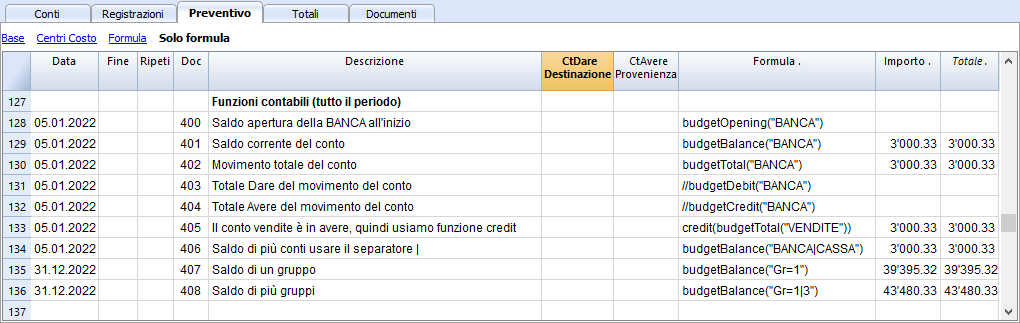 Conti Registrazioni Preventivo Totali Documenti
Base Centri Costo Formula Solo formula
Data Fine Ripeti Doc Descrizione CtDare Destinazione CtAvere Provenienza Formula . Importo . Totale .
127 Funzioni contabili (tutto il periodo)
128 05.01.2022 400 Saldo apertura della BANCA all'inizio budgetOpening("BANCA")
129 05.01.2022 401 Saldo corrente del conto budgetBalance("BANCA") 3'000.33 3'000.33
130 05.01.2022 402 Movimento totale del conto budgetTotal("BANCA") 3'000.33 3'000.33
131 05.01.2022 403 Totale Dare del movimento del conto //budgetDebit("BANCA")
132 05.01.2022 404 Totale Avere del movimento del conto //budgetCredit("BANCA")
133 05.01.2022 405 Il conto vendite è in avere, quindi usiamo funzione credit credit(budgetTotal("VENDITE")) 3'000.33 3'000.33
134 05.01.2022 406 Saldo di più conti usare il separatore | budgetBalance("BANCA|CASSA") 3'000.33 3'000.33
135 31.12.2022 407 Saldo di un gruppo budgetBalance("Gr=1") 39'395.32 39'395.32
136 31.12.2022 408 Saldo di più gruppi budgetBalance("Gr=1|3") 43'480.33 43'480.33
137